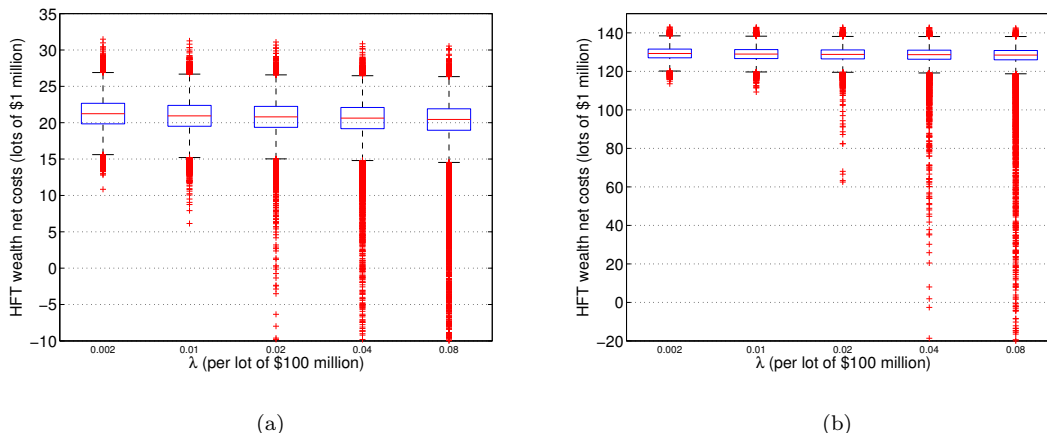 35
30
25
20
15
10
5
0
−5
−10
HFT wealth net costs (lots of $1 million)
0.002 0.01 0.02 0.04 0.08
λ (per lot of $100 million)
(a)
140
120
100
80
60
40
20
0
−20
HFT wealth net costs (lots of $1 million)
0.002 0.01 0.02 0.04 0.08
λ (per lot of $100 million)
(b)